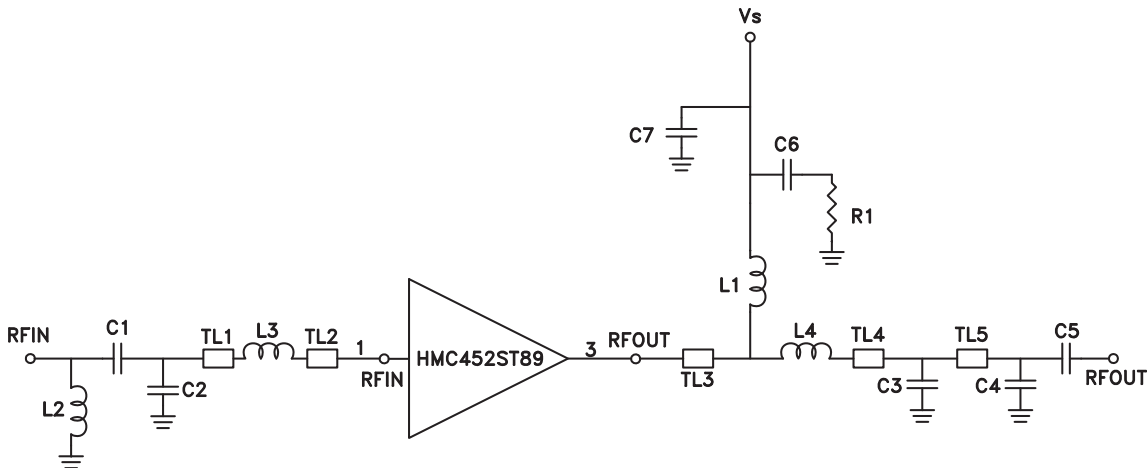 Vs
C7
C6
R1
L1
RFIN
C1
TL1
L3
TL2
1
RFIN
HMC452ST89
3
RFOUT
TL3
L4
TL4
TL5
C5
RFOUT
L2
C2
C3
C4